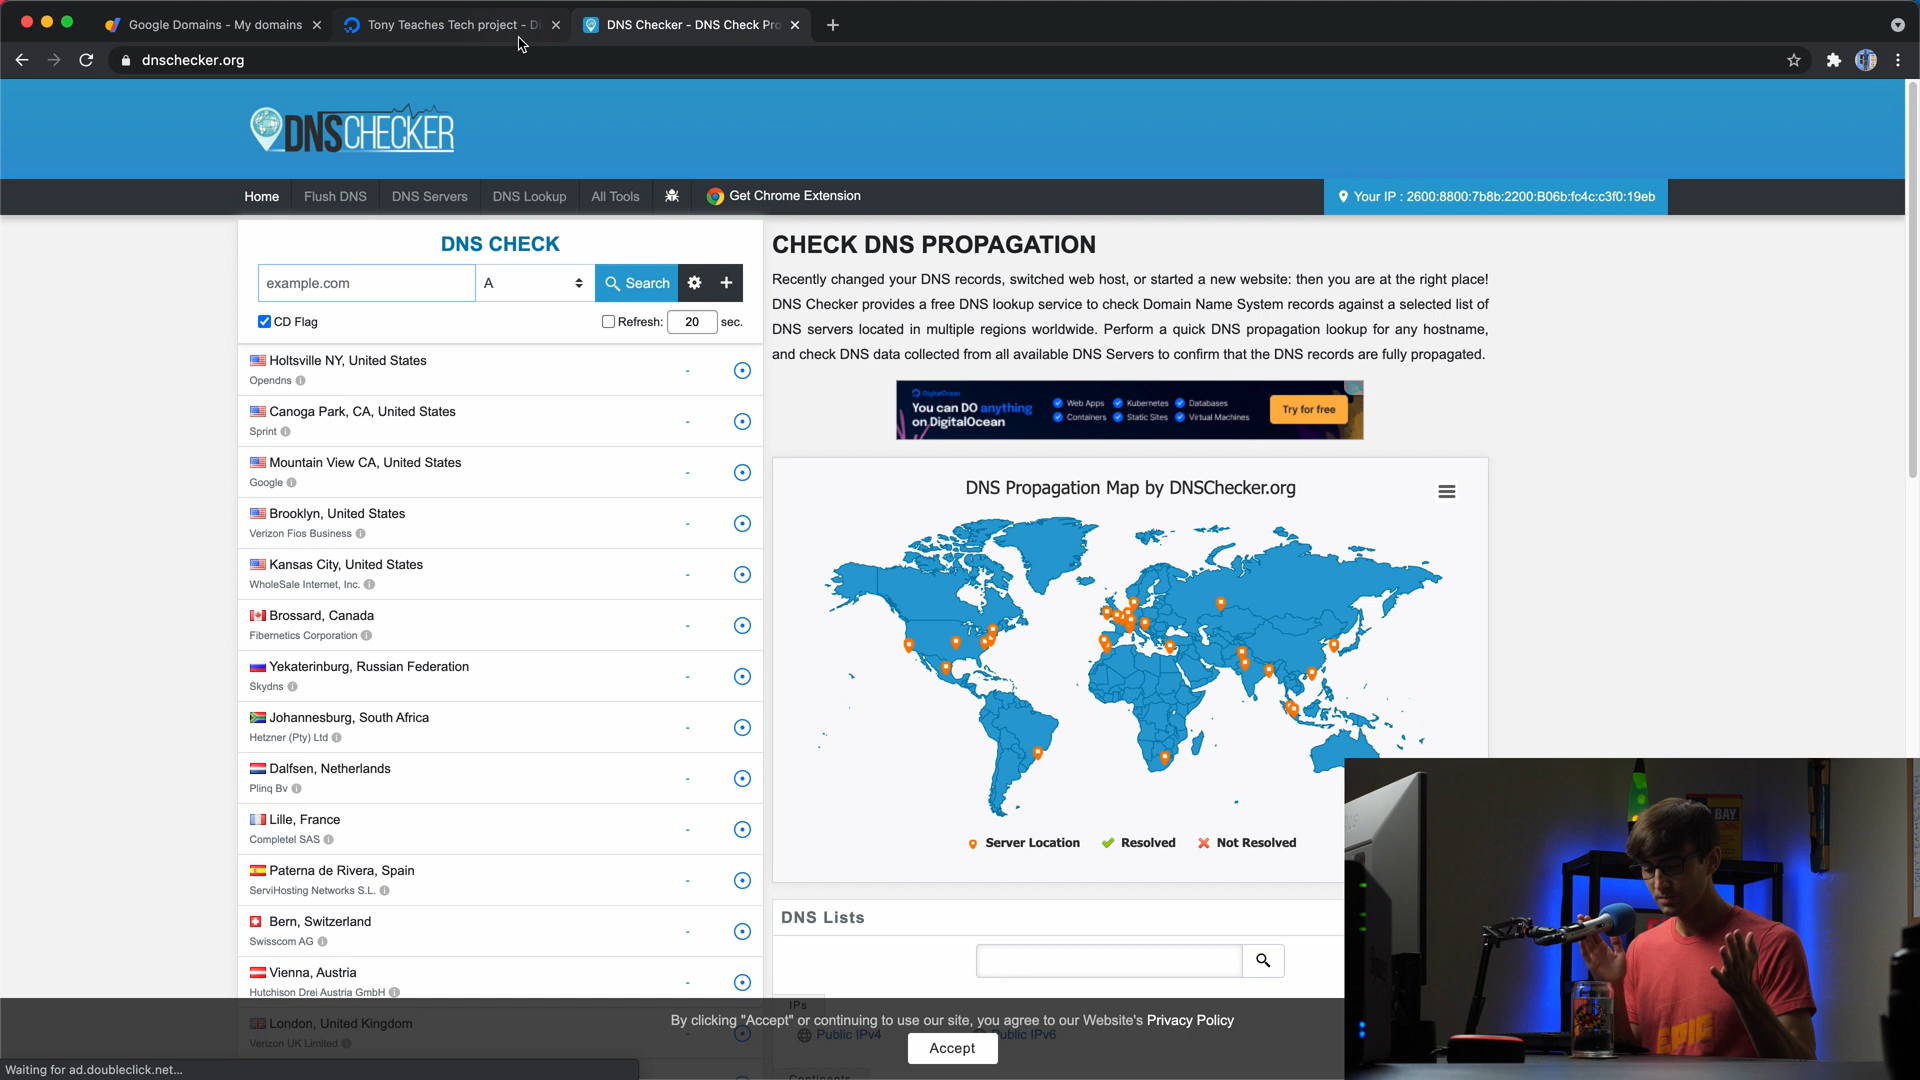 Google Domains - My domains
Tony Teaches Tech project - Di
DNS Checker - DNS Check Pro
dnschecker.org
DNSCHECKER
Home
Flush DNS
DNS Servers
DNS Lookup
All Tools
Get Chrome Extension
Your IP : 2600:8800:7b8b:2200:B06b:fc4c:c3f0:19eb
DNS CHECK
example.com
A
Search
CD Flag
Refresh: 20 sec.
Holtsville NY, United States
Opendns
-
Canoga Park, CA, United States
Sprint
-
Mountain View CA, United States
Google
-
Brooklyn, United States
Verizon Fios Business
-
Kansas City, United States
WholeSale Internet, Inc.
-
Brossard, Canada
Fibernetics Corporation
-
Yekaterinburg, Russian Federation
Skydns
-
Johannesburg, South Africa
Hetzner (Pty) Ltd
-
Dalfsen, Netherlands
Plinq Bv
-
Lille, France
Completel SAS
-
Paterna de Rivera, Spain
ServiHosting Networks S.L.
-
Bern, Switzerland
Swisscom AG
-
Vienna, Austria
Hutchison Drei Austria GmbH
-
London, United Kingdom
Verizon UK Limited
CHECK DNS PROPAGATION
Recently changed your DNS records, switched web host, or started a new website: then you are at the right place!
DNS Checker provides a free DNS lookup service to check Domain Name System records against a selected list of
DNS servers located in multiple regions worldwide. Perform a quick DNS propagation lookup for any hostname,
and check DNS data collected from all available DNS Servers to confirm that the DNS records are fully propagated.
DigitalOcean
You can DO anything
on DigitalOcean
Web Apps
Kubernetes
Databases
Containers
Static Sites
Virtual Machines
Try for free
DNS Propagation Map by DNSChecker.org
Server Location
Resolved
Not Resolved
DNS Lists
IPs
Public IPv4
Public IPv6
Continents
By clicking "Accept" or continuing to use our site, you agree to our Website's Privacy Policy
Accept
Waiting for ad.doubleclick.net...
BAY
EPIC